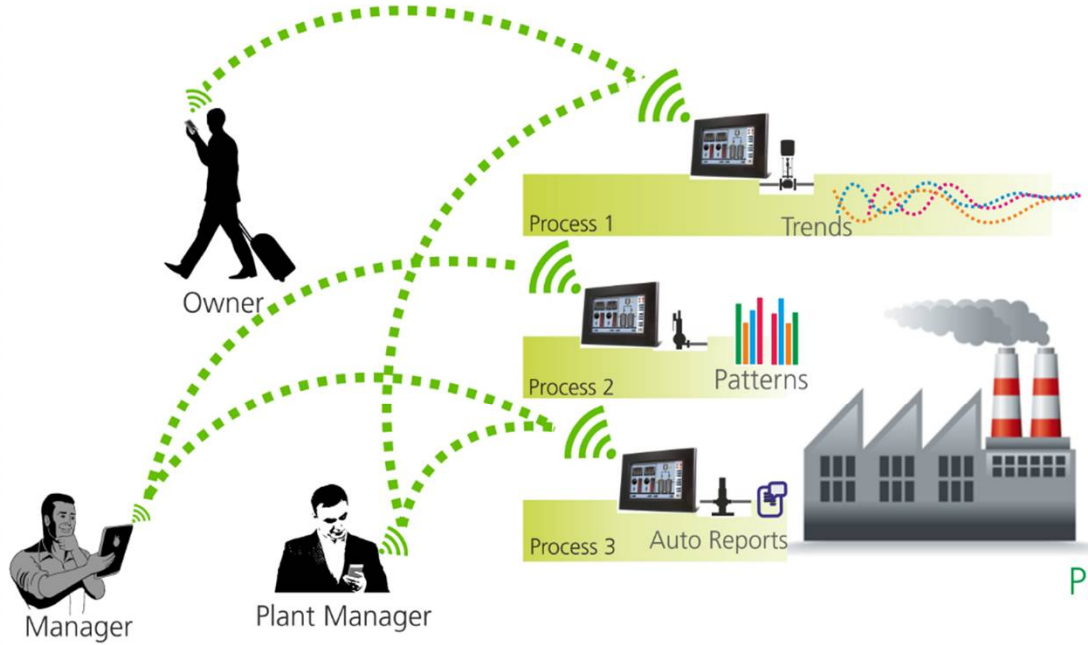 Process 1
Trends
Owner
Process 2
Patterns
Process 3
Auto Reports
P
Manager
Plant Manager